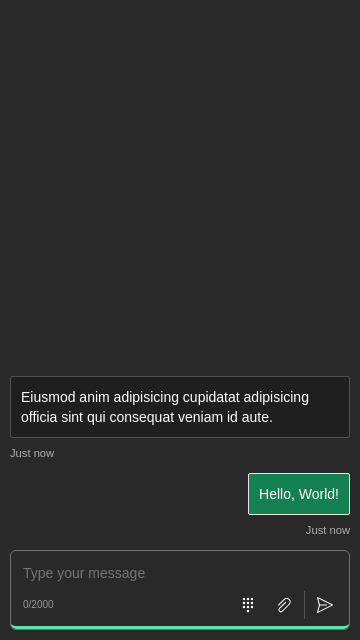 Eiusmod anim adipisicing cupidatat adipisicing
officia sint qui consequat veniam id aute.
Just now
Hello, World!
Just now
Type your message
0/2000